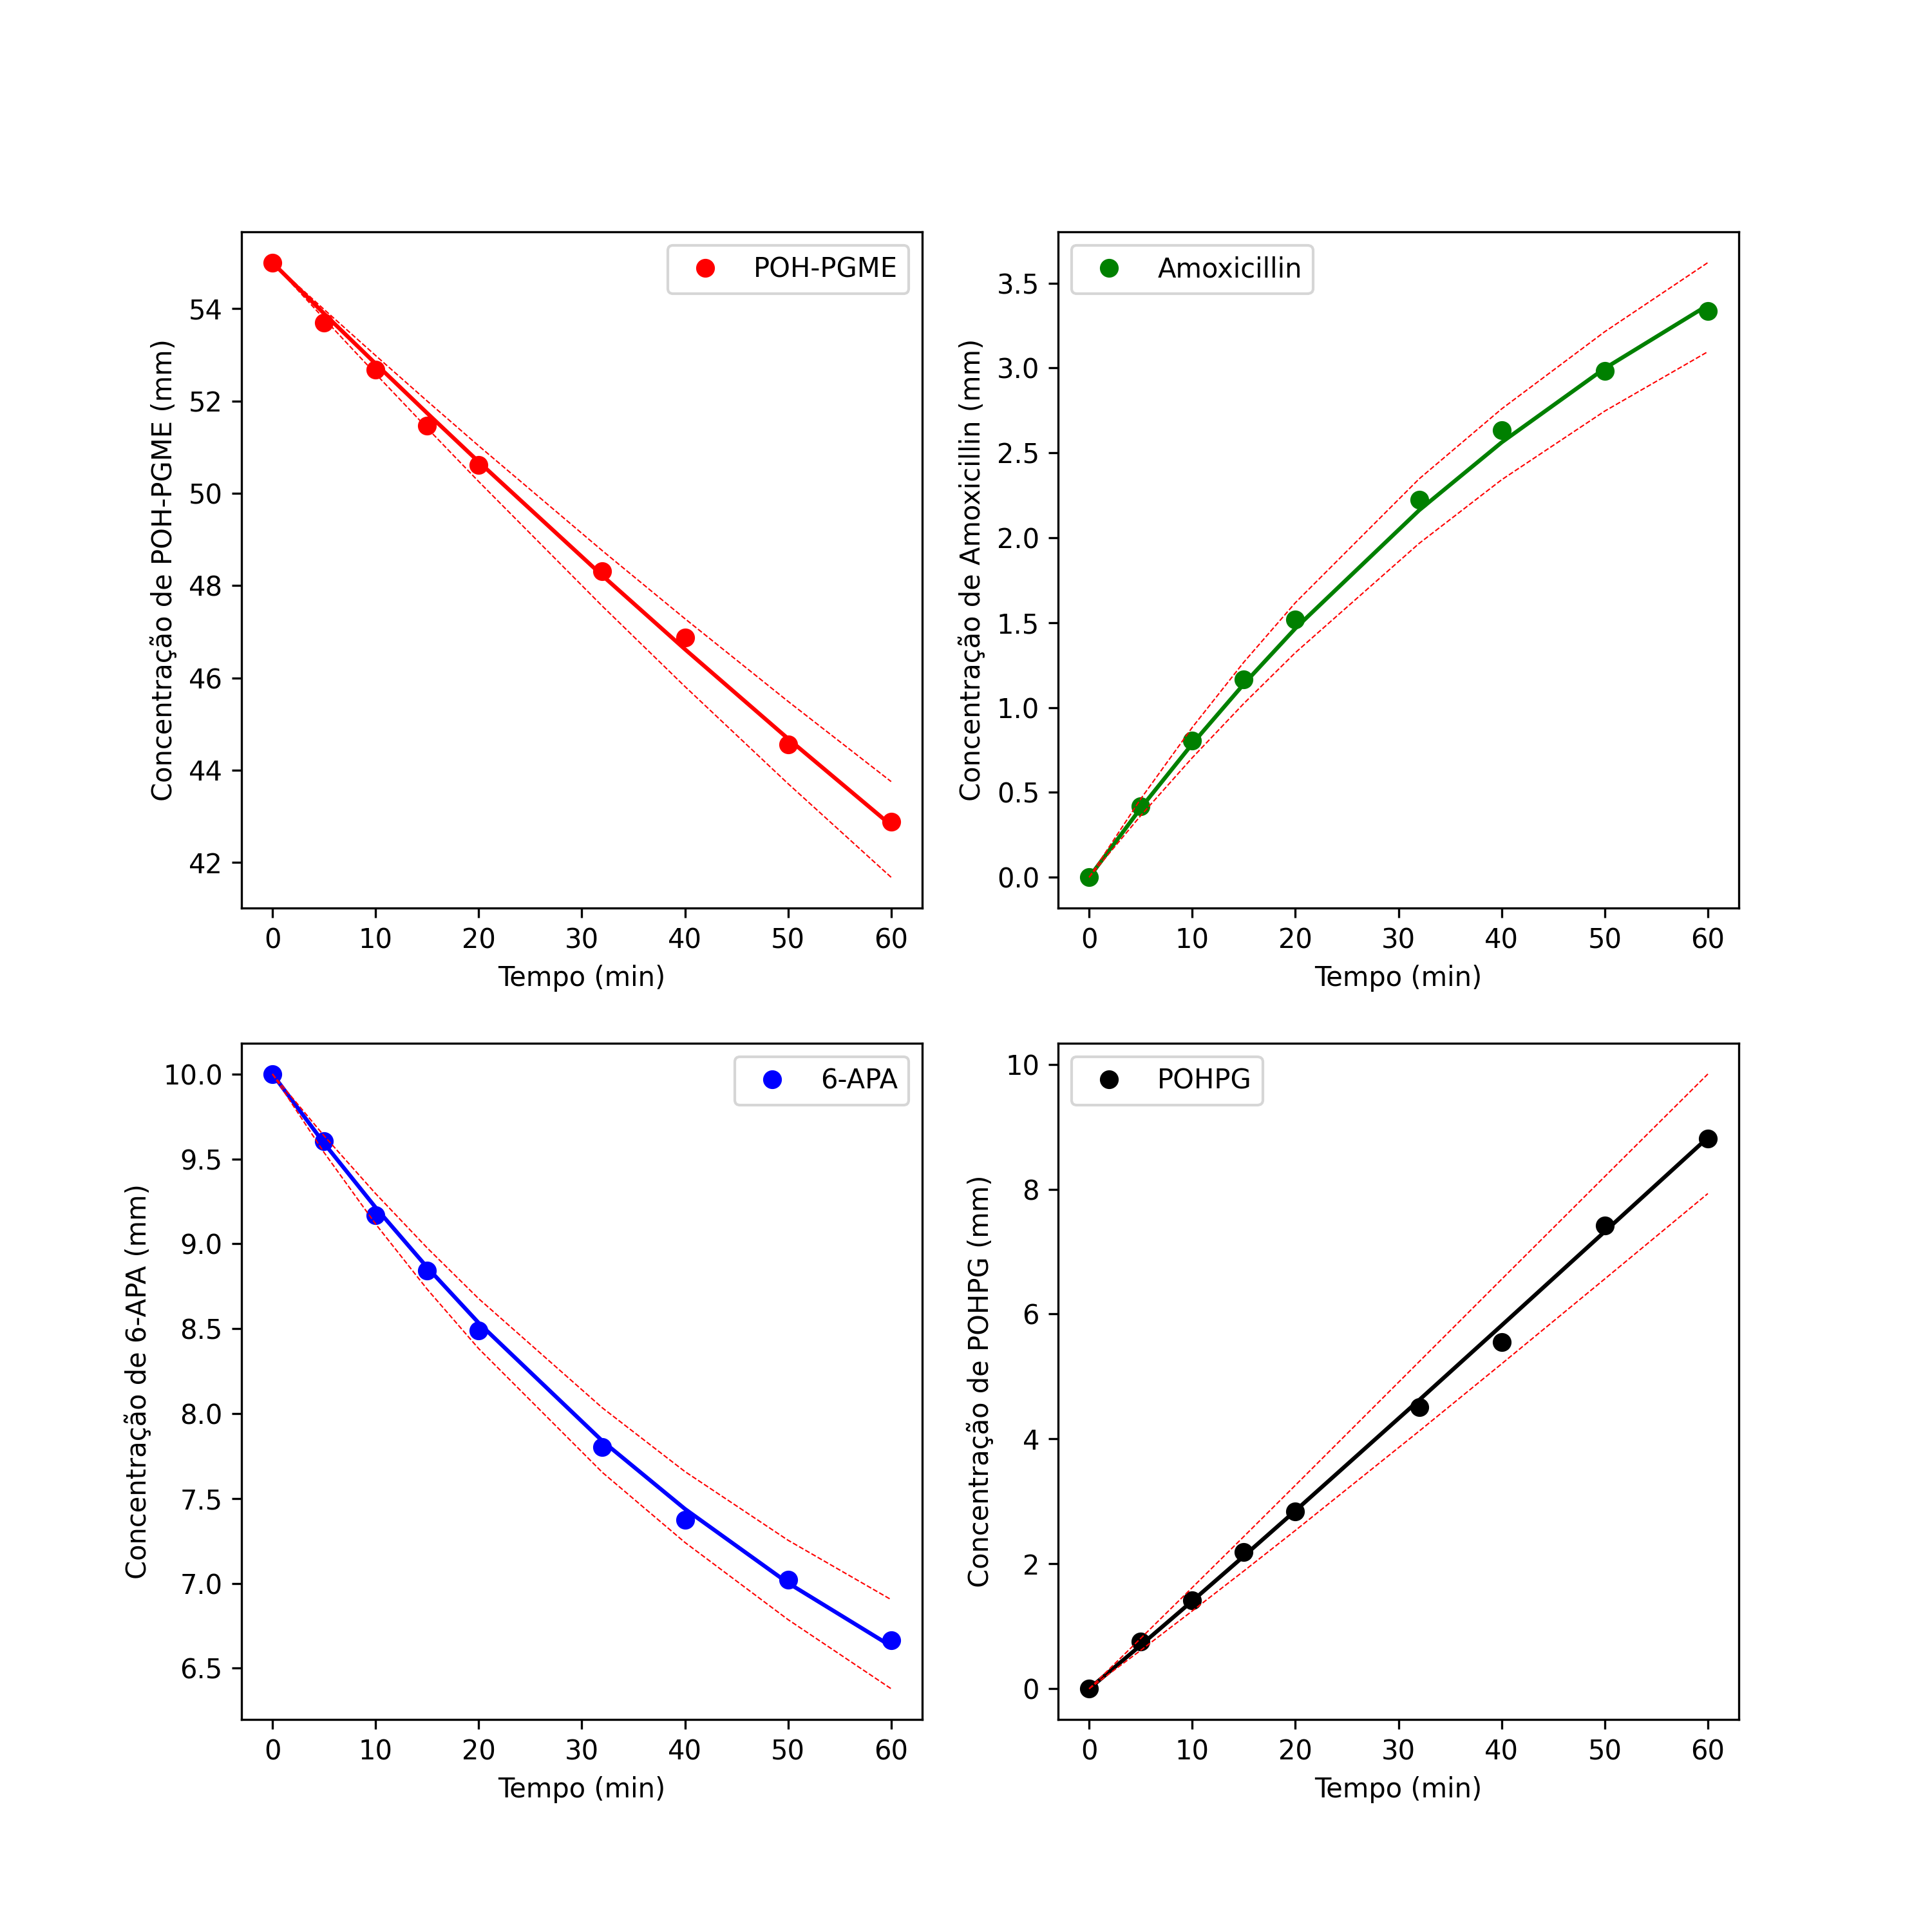 POH-PGME
Concentração de POH-PGME (mm)
54
52
50
48
46
44
42
0 10 20 30 40 50 60
Tempo (min)
Amoxicillin
Concentração de Amoxicillin (mm)
3.5
3.0
2.5
2.0
1.5
1.0
0.5
0.0
0 10 20 30 40 50 60
Tempo (min)
6-APA
Concentração de 6-APA (mm)
10.0
9.5
9.0
8.5
8.0
7.5
7.0
6.5
0 10 20 30 40 50 60
Tempo (min)
POHPG
Concentração de POHPG (mm)
10
8
6
4
2
0
0 10 20 30 40 50 60
Tempo (min)